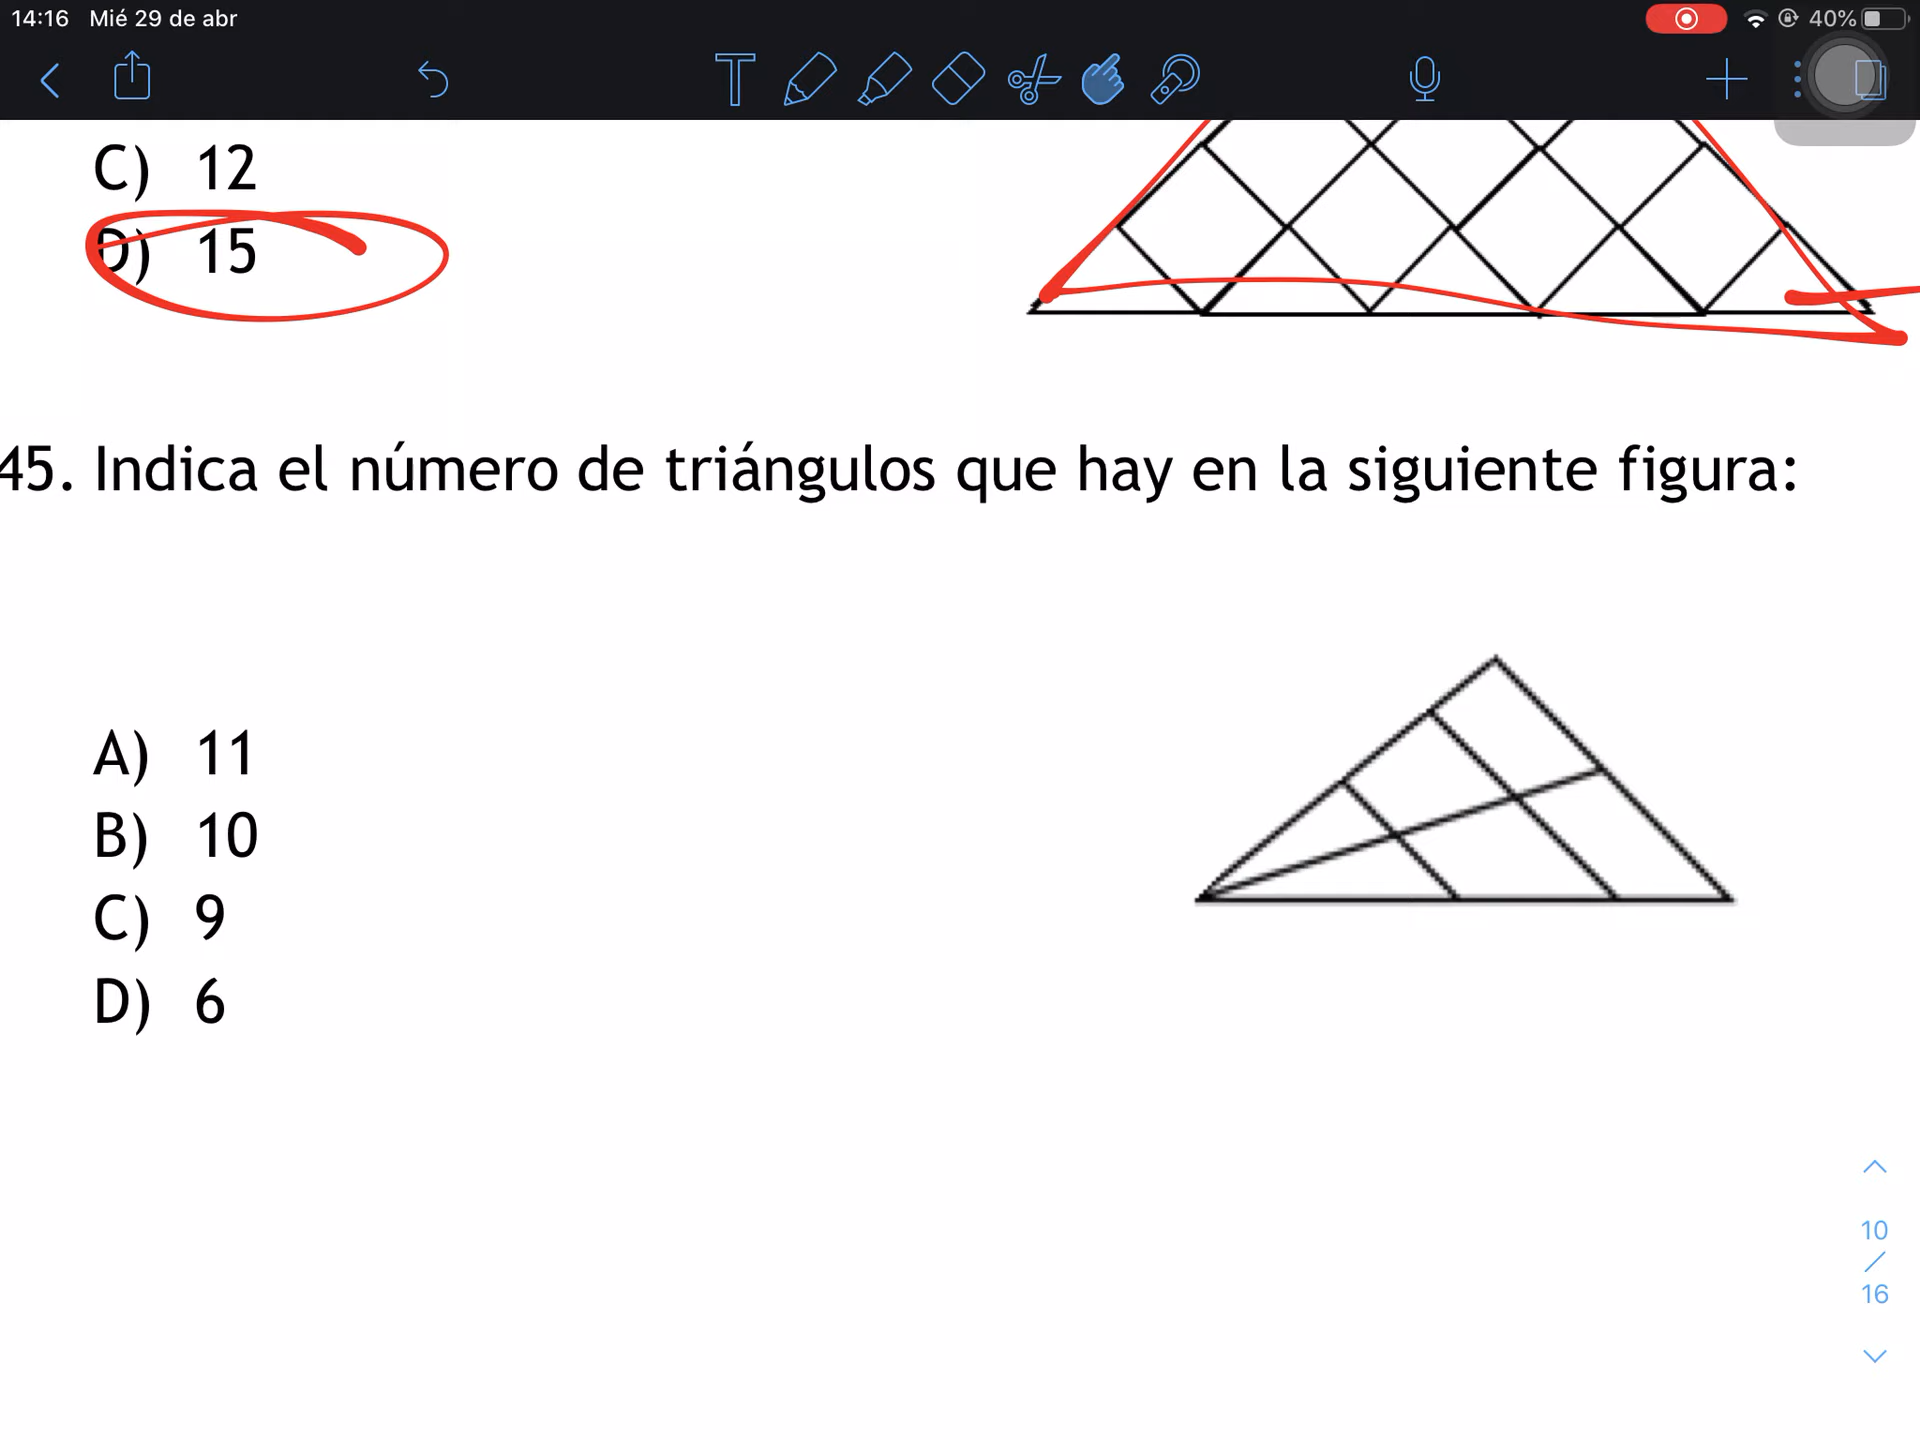 14:16 Mié 29 de abr 40%
C) 12
D) 15
45. Indica el número de triángulos que hay en la siguiente figura:
A) 11
B) 10
C) 9
D) 6
10
/
16